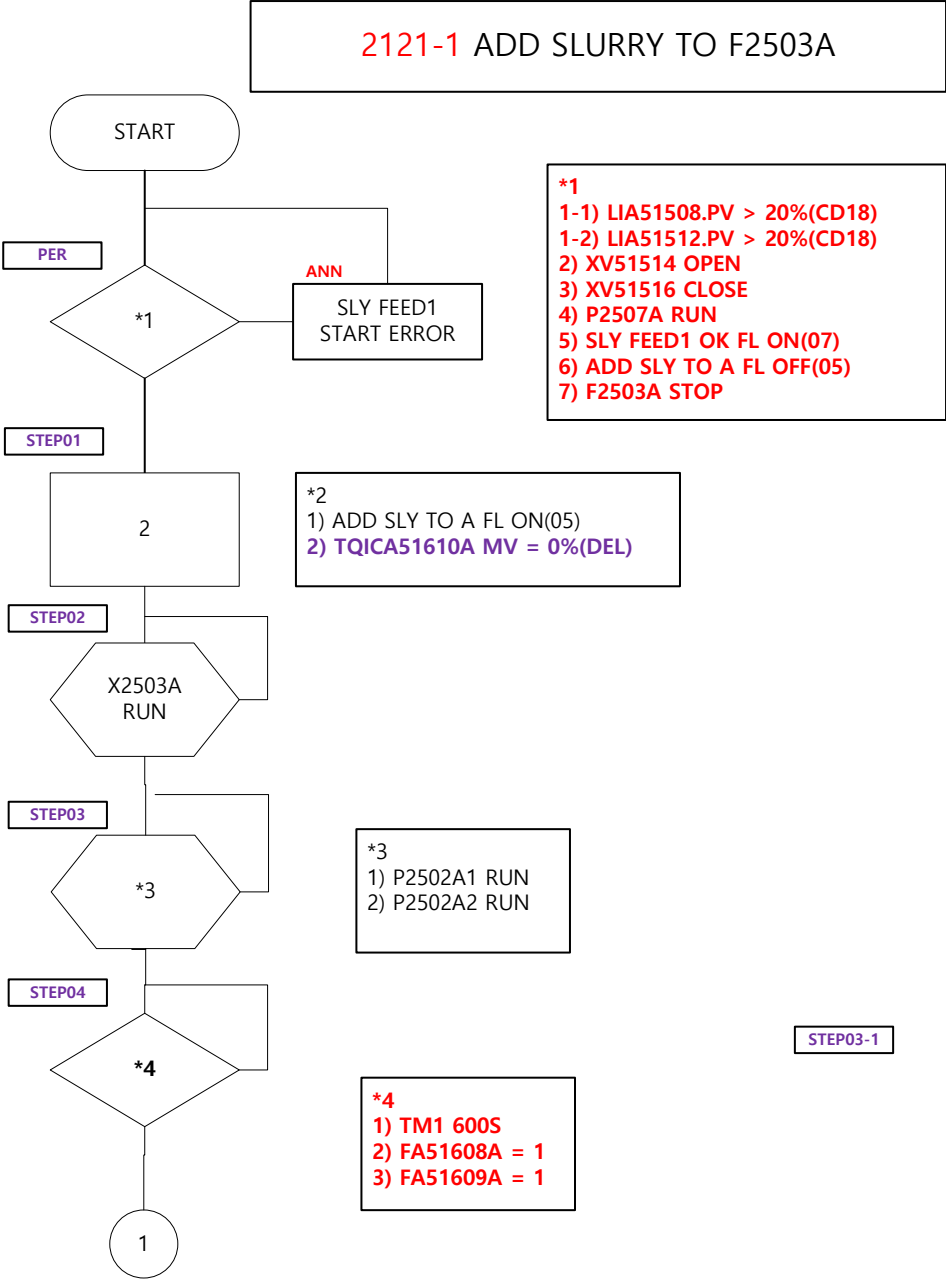 2121-1 ADD SLURRY TO F2503A
START
*1
1-1) LIA51508.PV > 20%(CD18)
1-2) LIA51512.PV > 20%(CD18)
2) XV51514 OPEN
3) XV51516 CLOSE
4) P2507A RUN
5) SLY FEED1 OK FL ON(07)
6) ADD SLY TO A FL OFF(05)
7) F2503A STOP
PER
ANN
*1
SLY FEED1
START ERROR
STEP01
2
*2
1) ADD SLY TO A FL ON(05)
2) TQICA51610A MV = 0%(DEL)
STEP02
X2503A
RUN
STEP03
*3
*3
1) P2502A1 RUN
2) P2502A2 RUN
STEP04
STEP03-1
*4
*4
1) TM1 600S
2) FA51608A = 1
3) FA51609A = 1
1